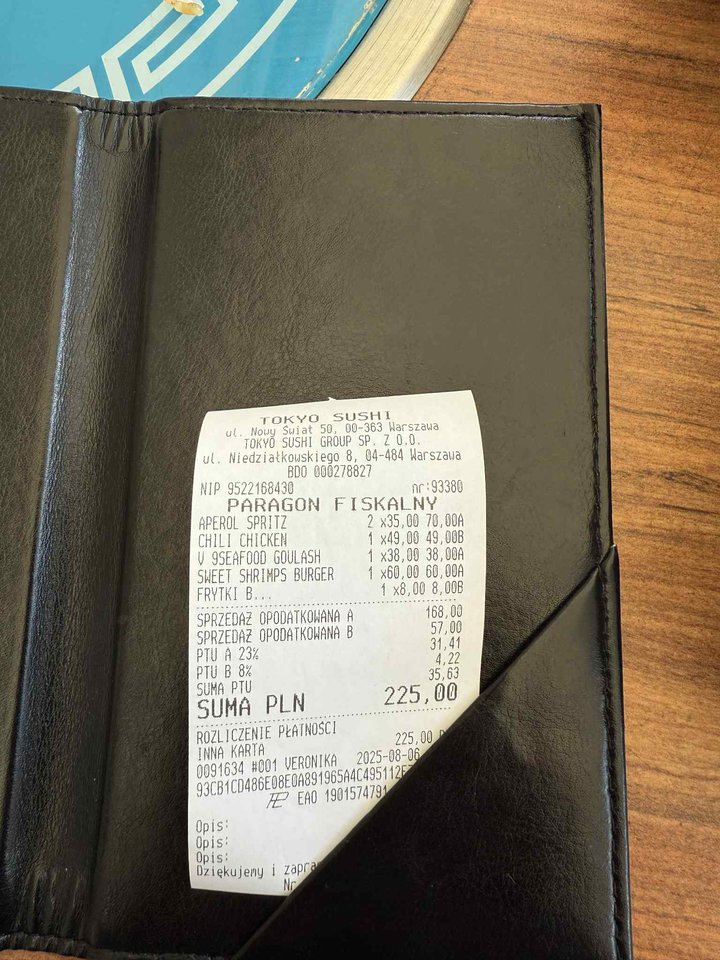 TOKYO SUSHI
ul. Nowy Świat 50, 00-363 Warszawa
TOKYO SUSHI GROUP SP. Z O.O.
ul. Niedziałkowskiego 8, 04-484 Warszawa
BDO 000278827
NIP 9522168430 nr:93380
PARAGON FISKALNY
APEROL SPRITZ 2 x35,00 70,00A
CHILI CHICKEN 1 x49,00 49,00B
V 9SEAFOOD GOULASH 1 x38,00 38,00A
SWEET SHRIMPS BURGER 1 x60,00 60,00A
FRYTKI B... 1 x8,00 8,00B
SPRZEDAŻ OPODATKOWANA A 168,00
SPRZEDAŻ OPODATKOWANA B 57,00
PTU A 23% 31,41
PTU B 8% 4,22
SUMA PTU 35,63
SUMA PLN 225,00
ROZLICZENIE PŁATNOŚCI
INNA KARTA 225,00
0091634 #001 VERONIKA 2025-08-06
93CB1CD486E08E0A891965A4C495112E
EAO 1901574791
Opis:
Opis:
Opis:
Dziękujemy i zapra
Nr